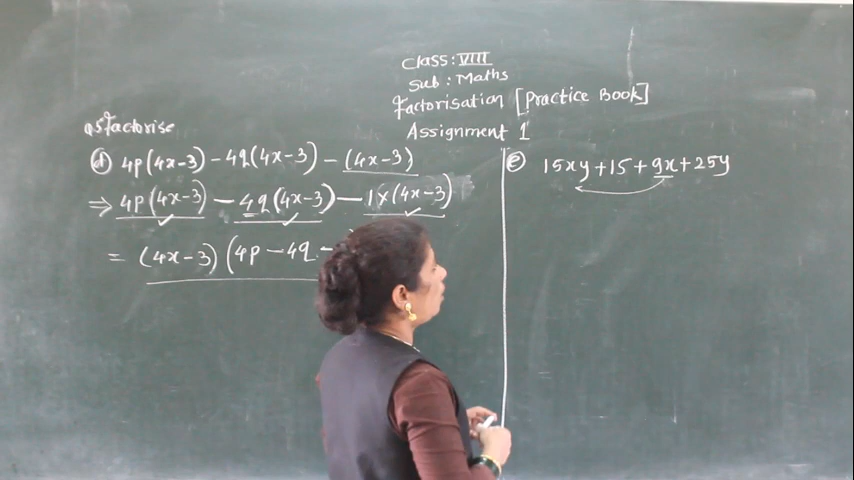 Class: VIII
Sub: Maths
factorisation [Practice Book]
Assignment 1
Q5 factorise
d) 4p(4x-3) - 4q(4x-3) - (4x-3)
⇒ 4p(4x-3) - 4q(4x-3) - 1×(4x-3)
= (4x-3) (4p-4q-
e) 15xy+15+9x+25y